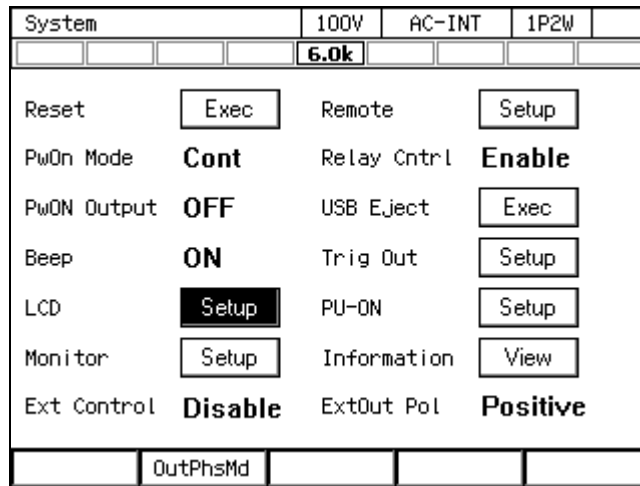 System 100V AC-INT 1P2W
6.0k
Reset Exec Remote Setup
PwOn Mode Cont Relay Cntrl Enable
PwON Output OFF USB Eject Exec
Beep ON Trig Out Setup
LCD Setup PU-ON Setup
Monitor Setup Information View
Ext Control Disable ExtOut Pol Positive
OutPhsMd